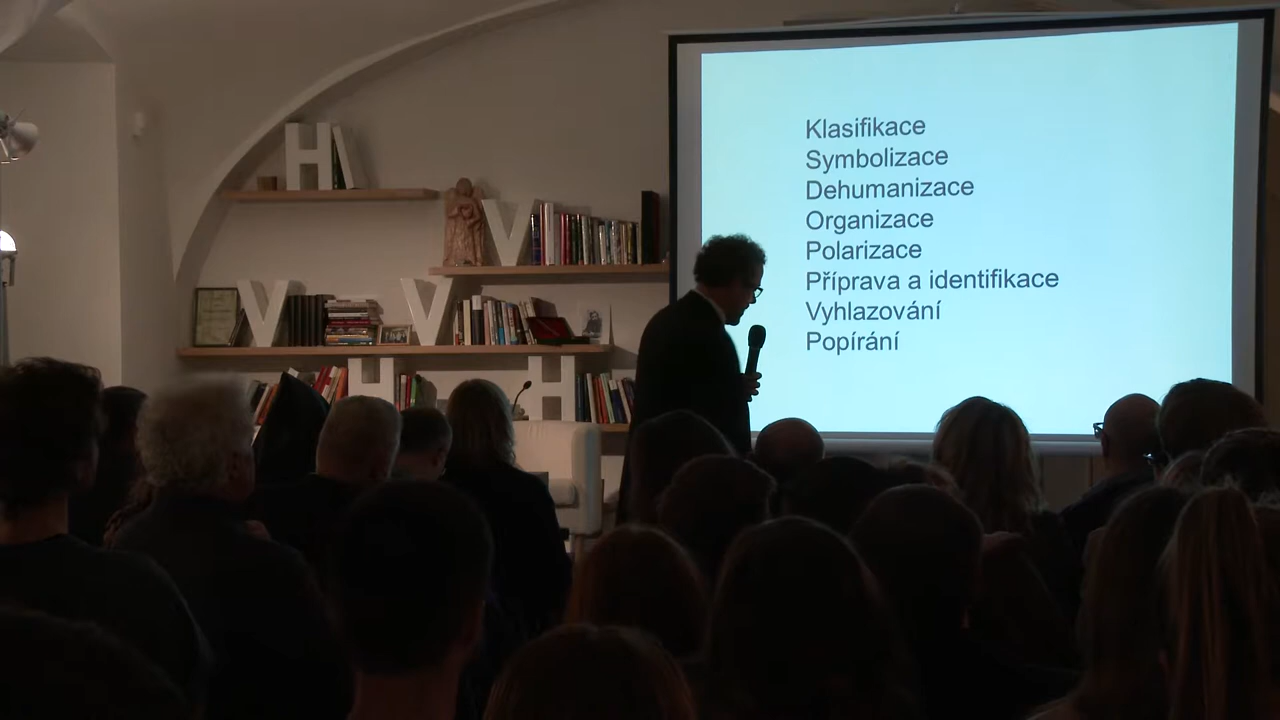 H
V
V V
H H
Klasifikace
Symbolizace
Dehumanizace
Organizace
Polarizace
Příprava a identifikace
Vyhlazování
Popírání